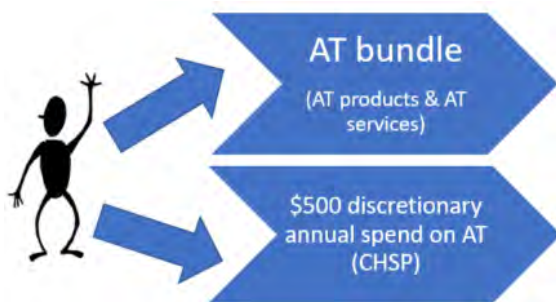 AT bundle
(AT products & AT
services)
$500 discretionary
annual spend on AT
(CHSP)